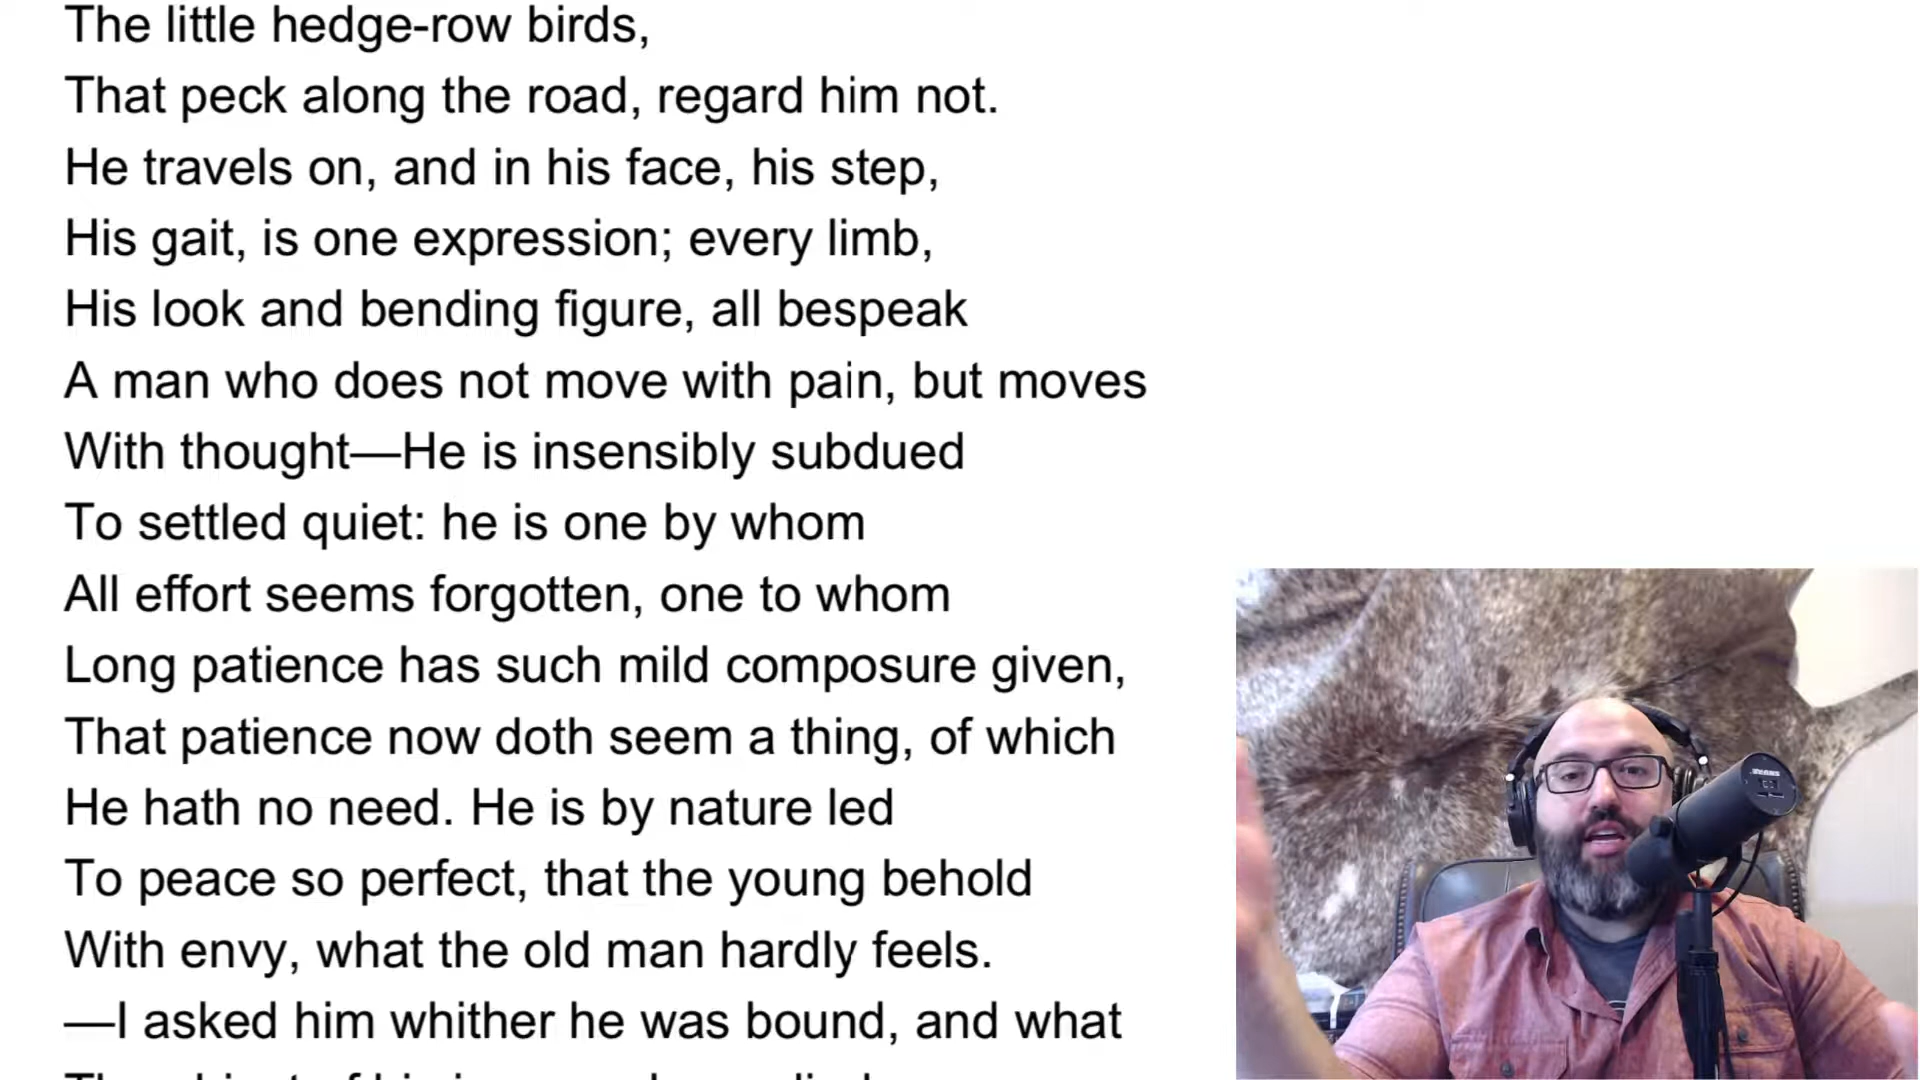 The little hedge-row birds,
That peck along the road, regard him not.
He travels on, and in his face, his step,
His gait, is one expression; every limb,
His look and bending figure, all bespeak
A man who does not move with pain, but moves
With thought—He is insensibly subdued
To settled quiet: he is one by whom
All effort seems forgotten, one to whom
Long patience has such mild composure given,
That patience now doth seem a thing, of which
He hath no need. He is by nature led
To peace so perfect, that the young behold
With envy, what the old man hardly feels.
—I asked him whither he was bound, and what